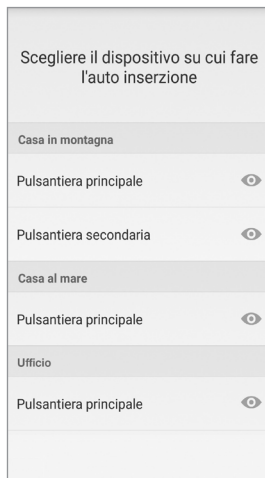 Scegliere il dispositivo su cui fare
l'auto inserzione
Casa in montagna
Pulsantiera principale
Pulsantiera secondaria
Casa al mare
Pulsantiera principale
Ufficio
Pulsantiera principale